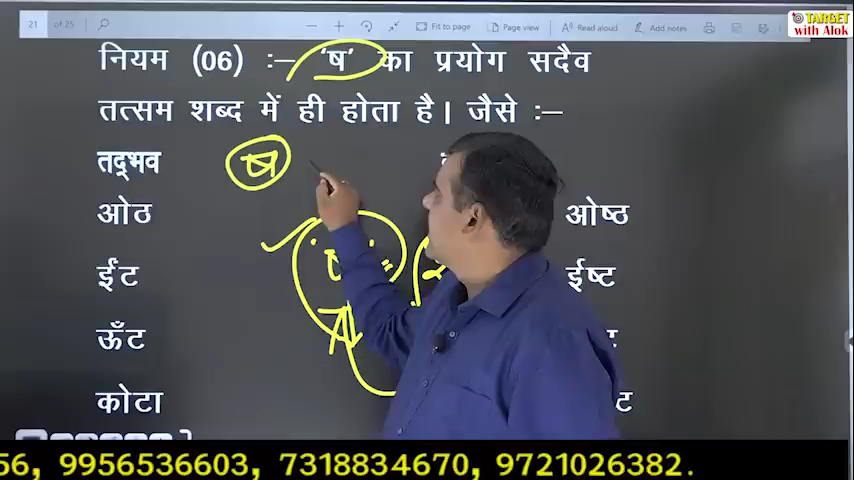 21 of 25 Fit to page Page view Read aloud Add notes
TARGET
with Alok
नियम (06) :– 'ष' का प्रयोग सदैव
तत्सम शब्द में ही होता है। जैसे :–
तद्भव ष
ओठ ओष्ठ
ईंट ईष्ट
ऊँट
कोटा
56, 9956536603, 7318834670, 9721026382.